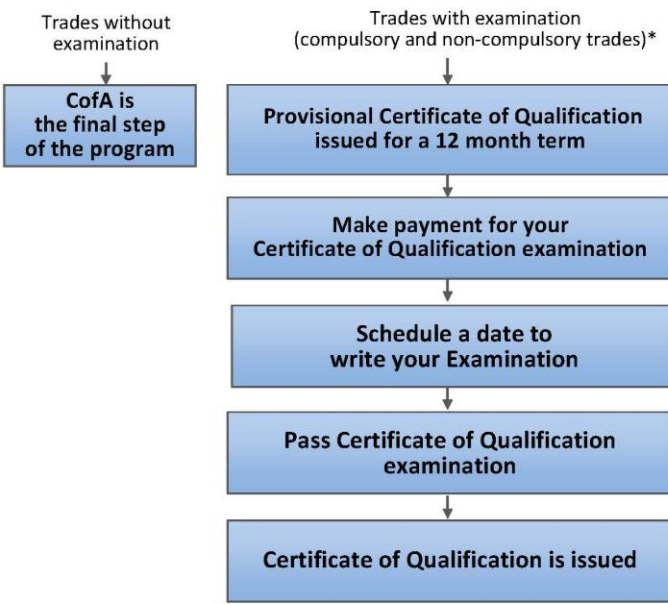 Trades without
examination
CofA is
the final step
of the program
Trades with examination
(compulsory and non-compulsory trades)*
Provisional Certificate of Qualification
issued for a 12 month term
Make payment for your
Certificate of Qualification examination
Schedule a date to
write your Examination
Pass Certificate of Qualification
examination
Certificate of Qualification is issued